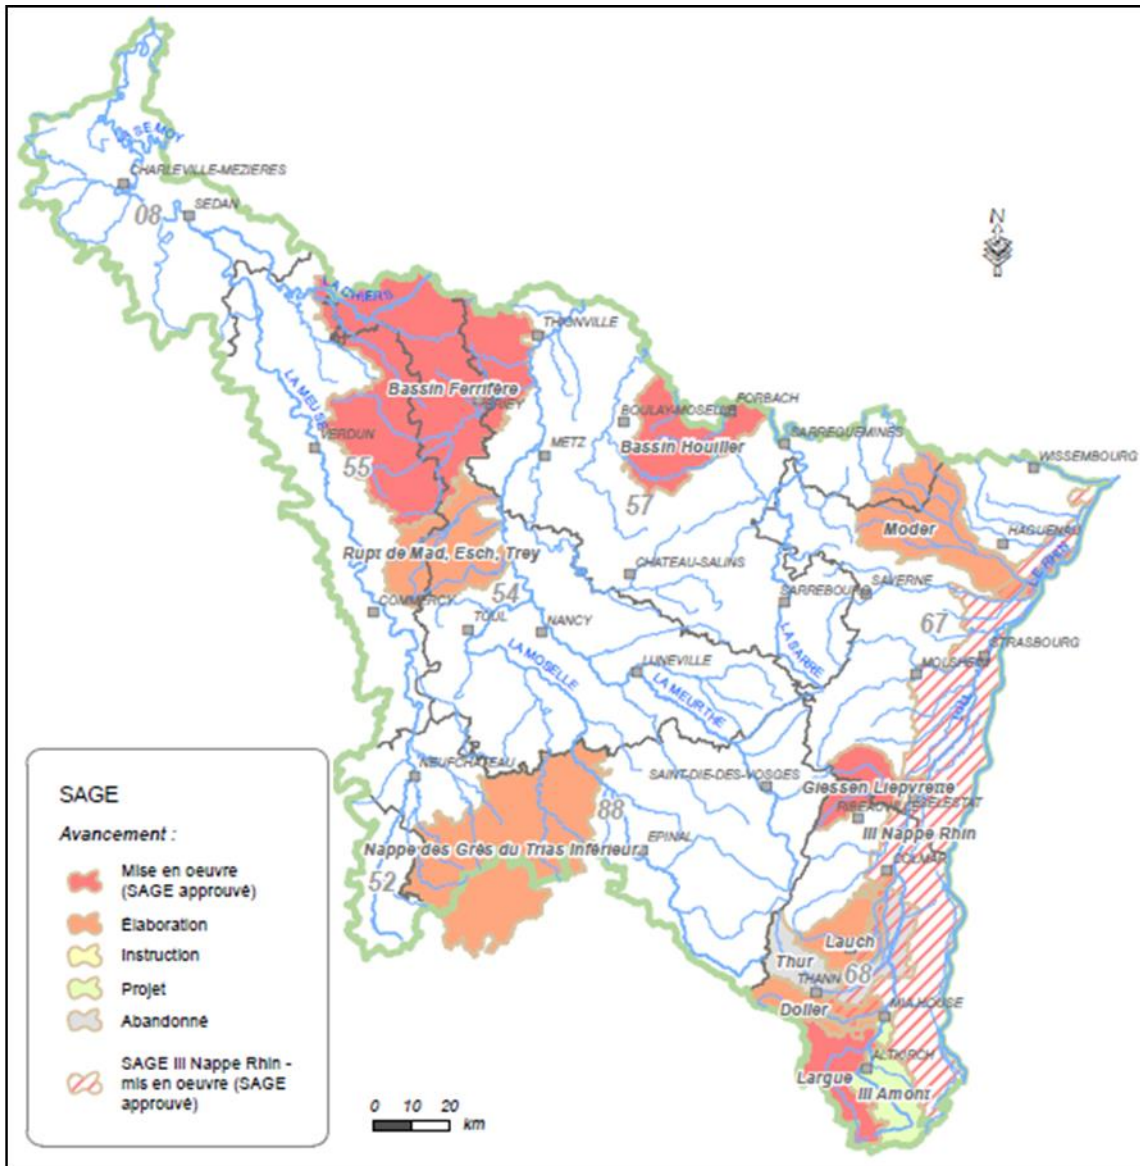 LA SEMOY
CHARLEVILLE-MEZIERES
08
SEDAN
N
LA CHIERS
THIONVILLE
LA MEUSE
Bassin Ferrifère
BRIEY
BOULAY-MOSELLE
FORBACH
Bassin Houiller
SARREGUEMINES
VERDUN
METZ
WISSEMBOURG
55
57
Moder
HAGUENAU
Rupt de Mad, Esch, Trey
CHATEAU-SALINS
LE RHIN
54
SARREBOURG
SAVERNE
COMMERCY
TOUL
NANCY
67
LA MOSELLE
LUNEVILLE
LA SARRE
STRASBOURG
MOLSHEIM
LA MEURTHE
L'ILL
NEUFCHATEAU
SAINT-DIE-DES-VOSGES
Giessen Liepvrette
SELESTAT
RIBEAUVILLE
88
Ill Nappe Rhin
Nappe des Grès du Trias Inférieur
EPINAL
COLMAR
52
Lauch
Thur
68
THANN
Doller
MULHOUSE
ALTKIRCH
Largue
Ill Amont
SAGE
Avancement :
Mise en oeuvre
(SAGE approuvé)
Élaboration
Instruction
Projet
Abandonné
SAGE Ill Nappe Rhin -
mis en oeuvre (SAGE
approuvé)
0 10 20
km